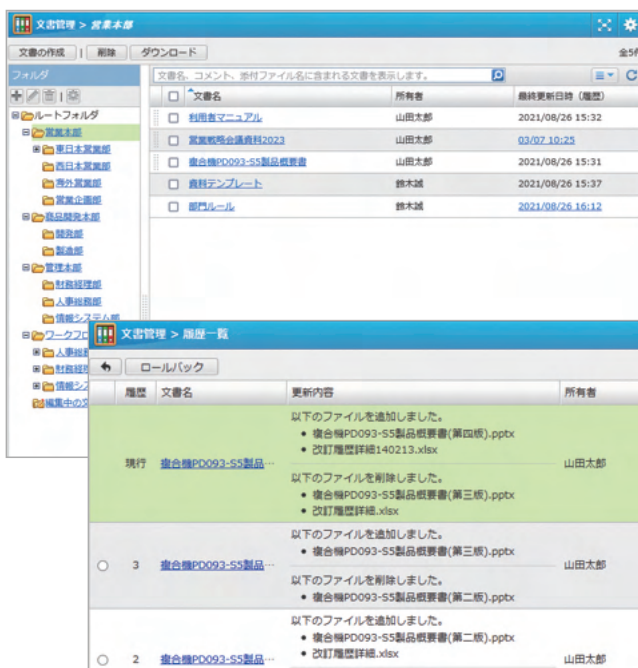 文書管理 > 営業本部
文書の作成 | 削除 ダウンロード 全5件
フォルダ
文書名、コメント、添付ファイル名に含まれる文書を表示します。
文書名 所有者 最終更新日時（履歴）
利用者マニュアル 山田太郎 2021/08/26 15:32
営業戦略会議資料2023 山田太郎 03/07 10:25
複合機PD093-S5製品概要書 山田太郎 2021/08/26 15:31
資料テンプレート 鈴木誠 2021/08/26 15:37
部門ルール 鈴木誠 2021/08/26 16:12
ルートフォルダ
営業本部
東日本営業部
西日本営業部
海外営業部
営業企画部
商品開発本部
開発部
製造部
管理本部
財務経理部
人事総務部
情報システム部
ワークフロ
人事総
財務経
情報シ
編集中の文
文書管理 > 履歴一覧
ロールバック
履歴 文書名 更新内容 所有者
現行 複合機PD093-S5製品… 山田太郎
以下のファイルを追加しました。
• 複合機PD093-S5製品概要書(第四版).pptx
• 改訂履歴詳細140213.xlsx
以下のファイルを削除しました。
• 複合機PD093-S5製品概要書(第三版).pptx
• 改訂履歴詳細.xlsx
3 複合機PD093-S5製品… 山田太郎
以下のファイルを追加しました。
• 複合機PD093-S5製品概要書(第三版).pptx
以下のファイルを削除しました。
• 複合機PD093-S5製品概要書(第二版).pptx
2 複合機PD093-S5製品… 山田太郎
以下のファイルを追加しました。
• 複合機PD093-S5製品概要書(第二版).pptx
• 改訂履歴詳細.xlsx